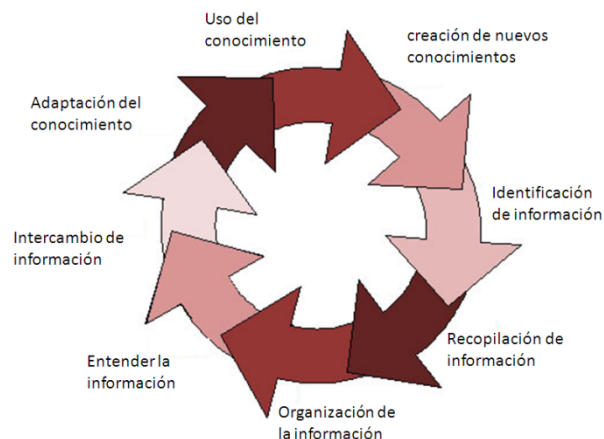 Uso del
conocimiento
creación de nuevos
conocimientos
Identificación
de información
Recopilación de
información
Organización de
la información
Entender la
información
Intercambio de
información
Adaptación del
conocimiento